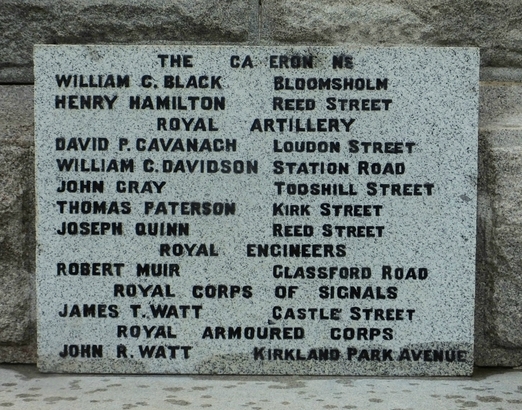 THE CA ERON NS
WILLIAM G. BLACK BLOOMSHOLM
HENRY HAMILTON REED STREET
ROYAL ARTILLERY
DAVID P. CAVANAGH LOUDON STREET
WILLIAM C. DAVIDSON STATION ROAD
JOHN GRAY TODSHILL STREET
THOMAS PATERSON KIRK STREET
JOSEPH QUINN REED STREET
ROYAL ENGINEERS
ROBERT MUIR GLASSFORD ROAD
ROYAL CORPS OF SIGNALS
JAMES T. WATT CASTLE STREET
ROYAL ARMOURED CORPS
JOHN R. WATT KIRKLAND PARK AVENUE